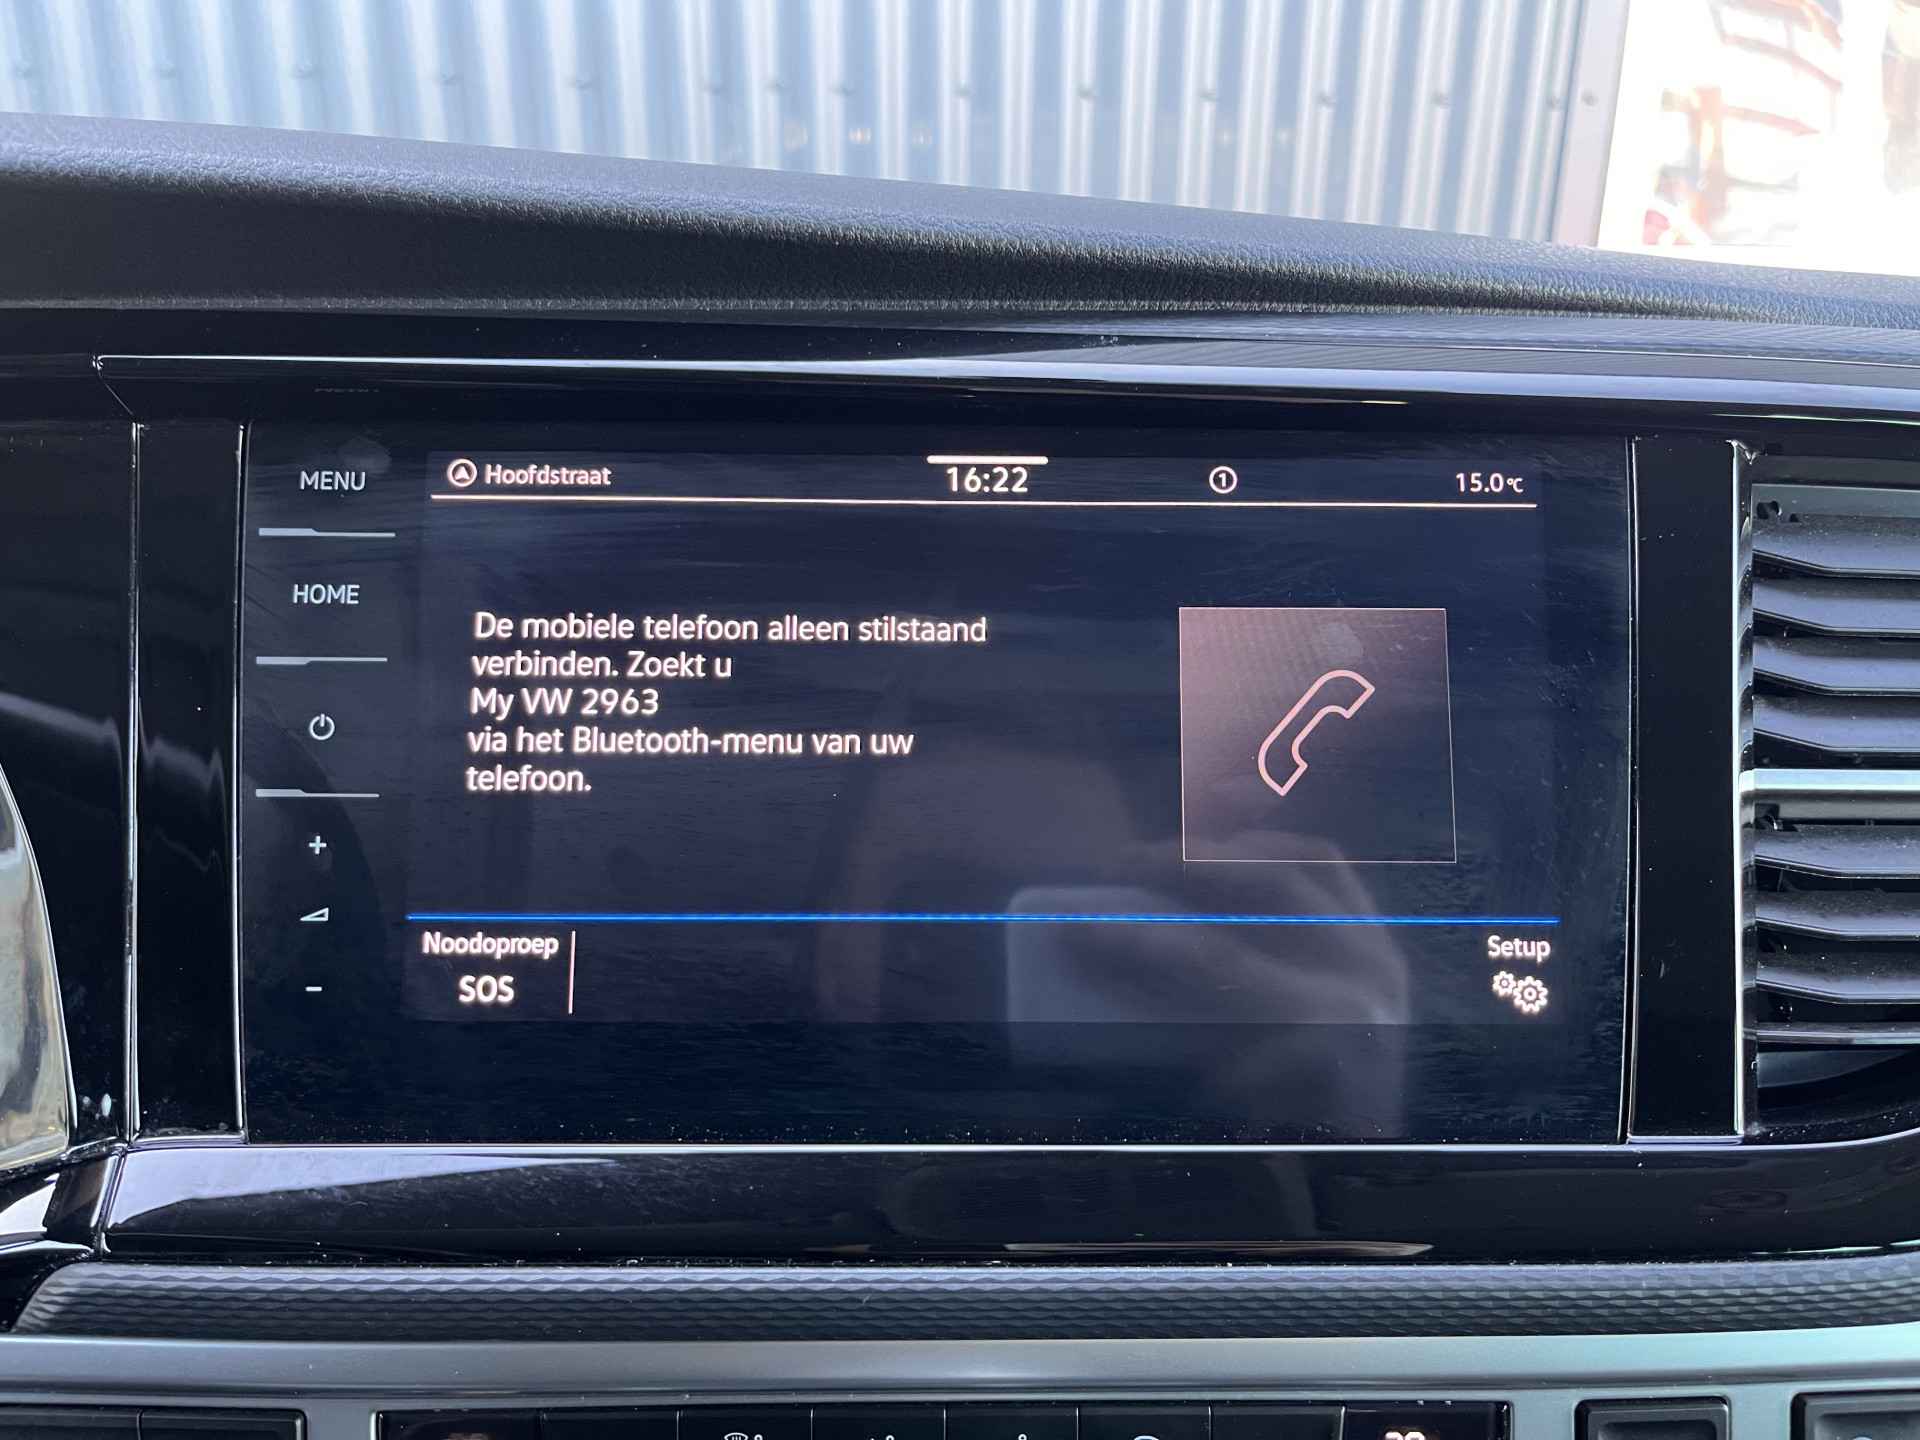 MENU
Hoofdstraat
16:22
1
15.0°C
HOME
De mobiele telefoon alleen stilstaand
verbinden. Zoekt u
My VW 2963
via het Bluetooth-menu van uw
telefoon.
+
-
Noodoproep
SOS
Setup